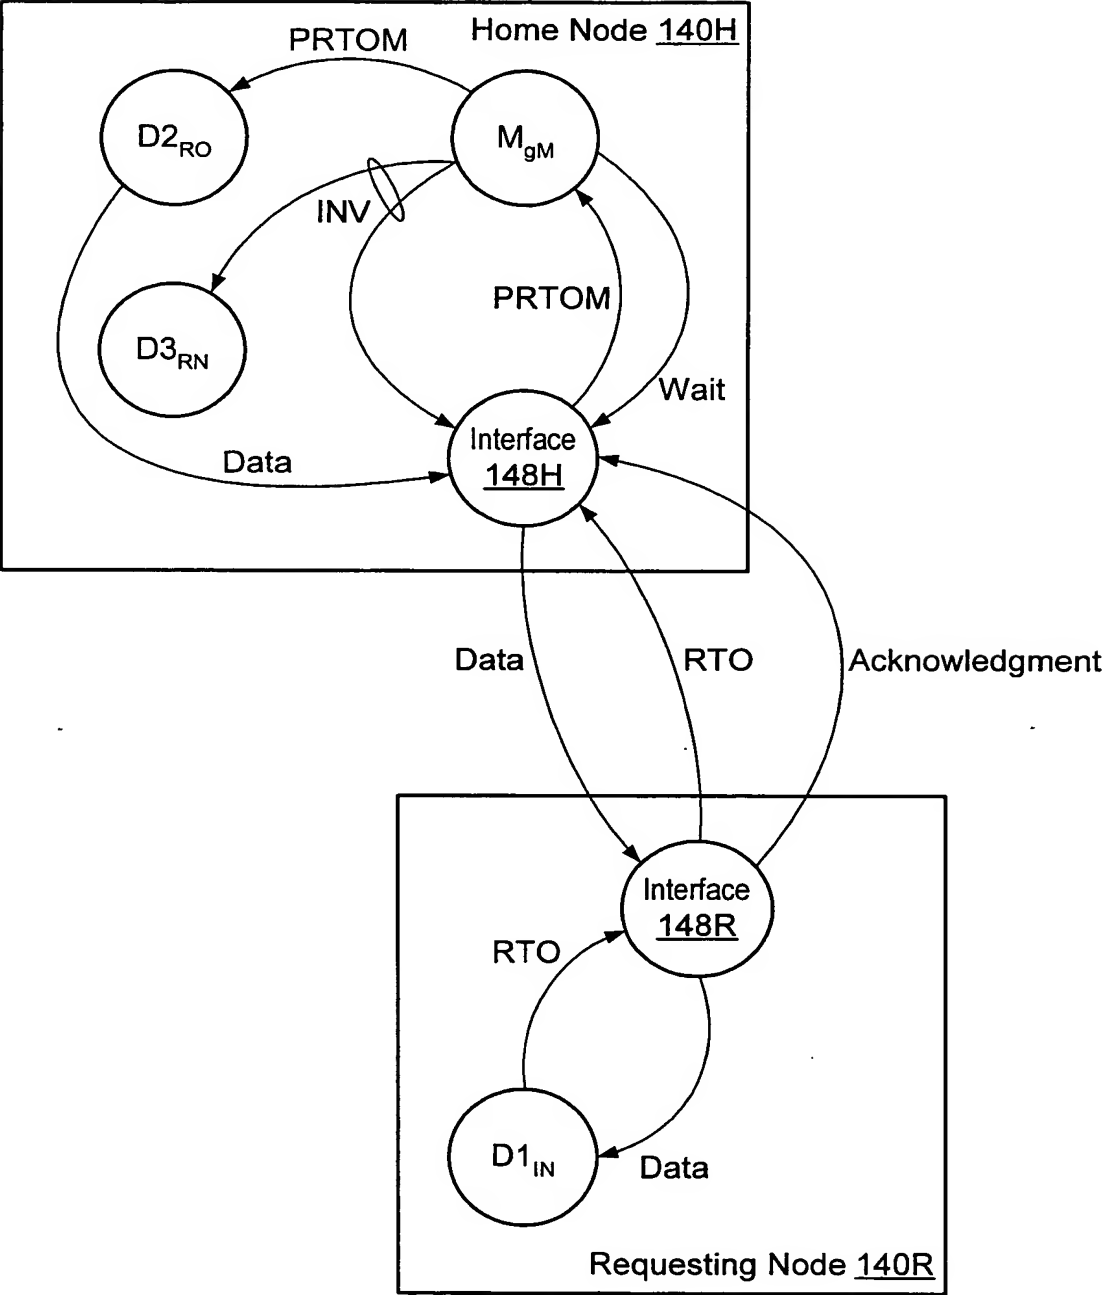 Home Node 140H
PRTOM
D2RO
MgM
INV
PRTOM
D3RN
Wait
Interface
148H
Data
Data
RTO
Acknowledgment
Interface
148R
RTO
D1IN
Data
Requesting Node 140R